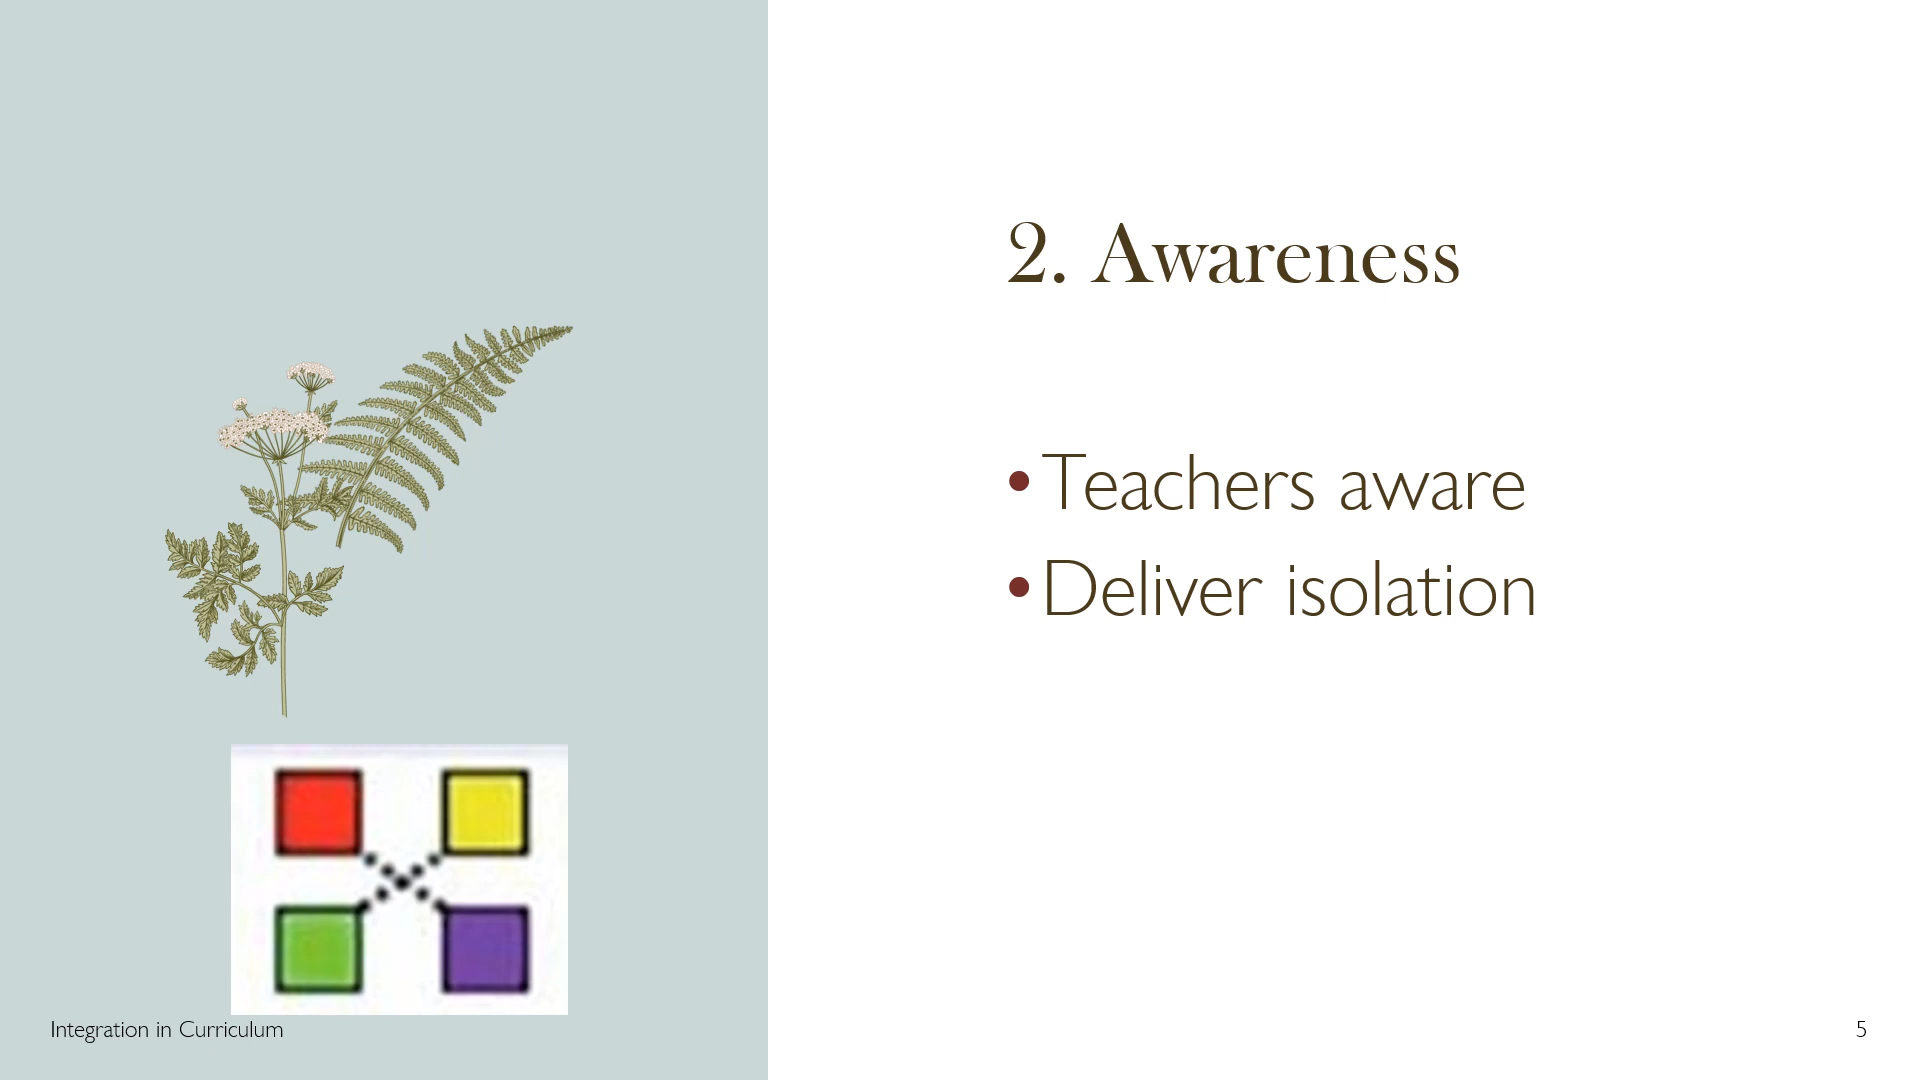 2. Awareness
• Teachers aware
• Deliver isolation
Integration in Curriculum
5